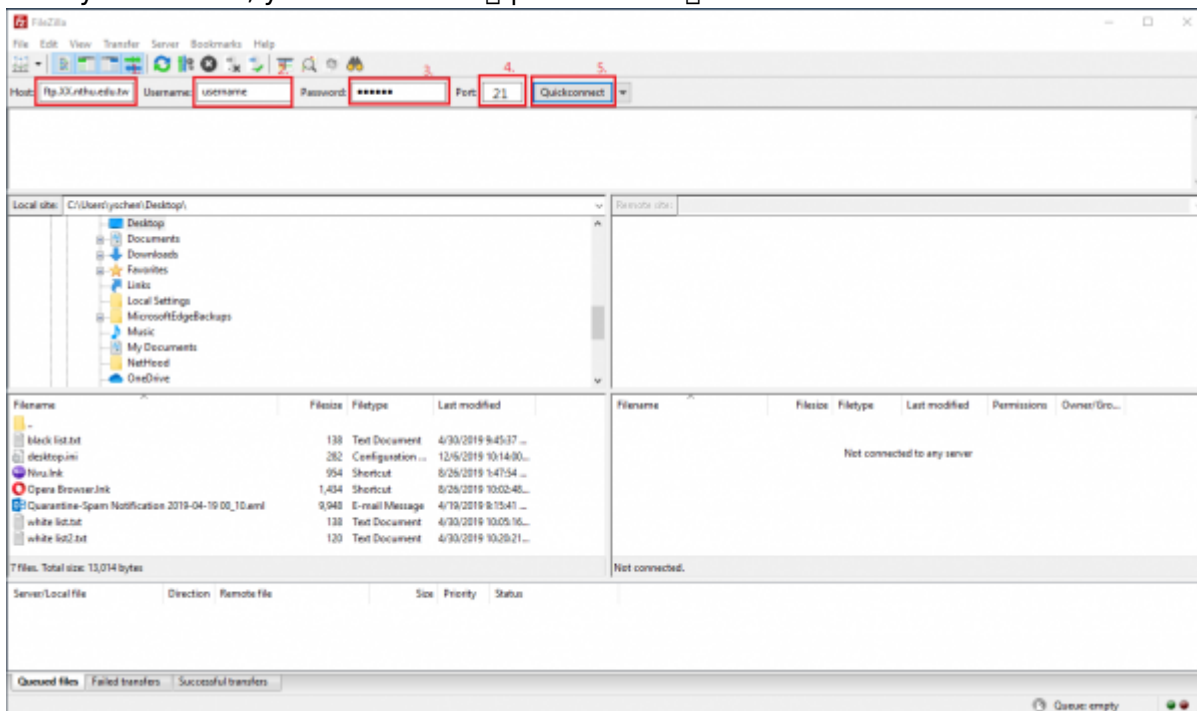 FileZilla
File Edit View Transfer Server Bookmarks Help
2. 3. 4. 5.
Host: ftp.XX.nthu.edu.tw Username: username Password: ●●●●●● Port: 21 Quickconnect
Local site: C:\Users\yschen\Desktop\ Remote site:
Desktop
Documents
Downloads
Favorites
Links
Local Settings
MicrosoftEdgeBackups
Music
My Documents
NetHood
OneDrive
Filename Filesize Filetype Last modified Filename Filesize Filetype Last modified Permissions Owner/Gro...
..
black list.txt 138 Text Document 4/30/2019 9:45:37 ...
desktop.ini 282 Configuration ... 12/6/2019 10:14:00...
Nvu.lnk 954 Shortcut 8/26/2019 1:47:54 ...
Opera Browser.lnk 1,434 Shortcut 8/26/2019 10:02:48...
Quarantine-Spam Notification 2019-04-19 00_10.eml 9,948 E-mail Message 4/19/2019 8:15:41 ...
white list.txt 138 Text Document 4/30/2019 10:05:16...
white list2.txt 120 Text Document 4/30/2019 10:20:21...
Not connected to any server
7 files. Total size: 13,014 bytes Not connected.
Server/Local file Direction Remote file Size Priority Status
Queued files Failed transfers Successful transfers
Queue: empty